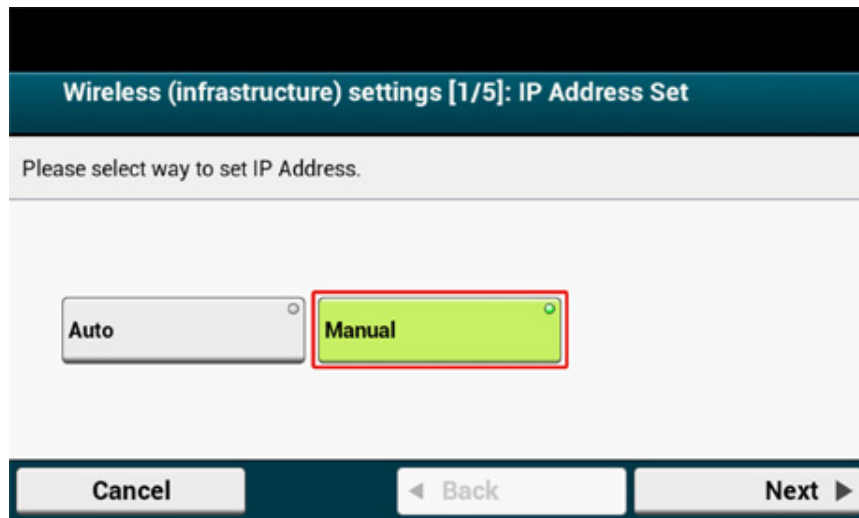 Wireless (infrastructure) settings [1/5]: IP Address Set
Please select way to set IP Address.
Auto
Manual
Cancel
Back
Next